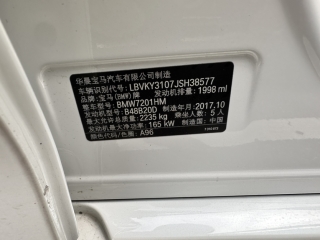 华晨宝马汽车有限公司制造
车辆识别代号: LBVKY3107JSH38577
品牌: 宝马(BMW)牌 发动机排量: 1998 ml
型号: BMW7201HM
发动机型号: B48B20D 制造年月: 2017.10
最大允许总质量: 2235 kg 乘坐人数: 5 人
发动机最大净功率: 165 kW 制造国: 中国
颜色代码/色番: A96